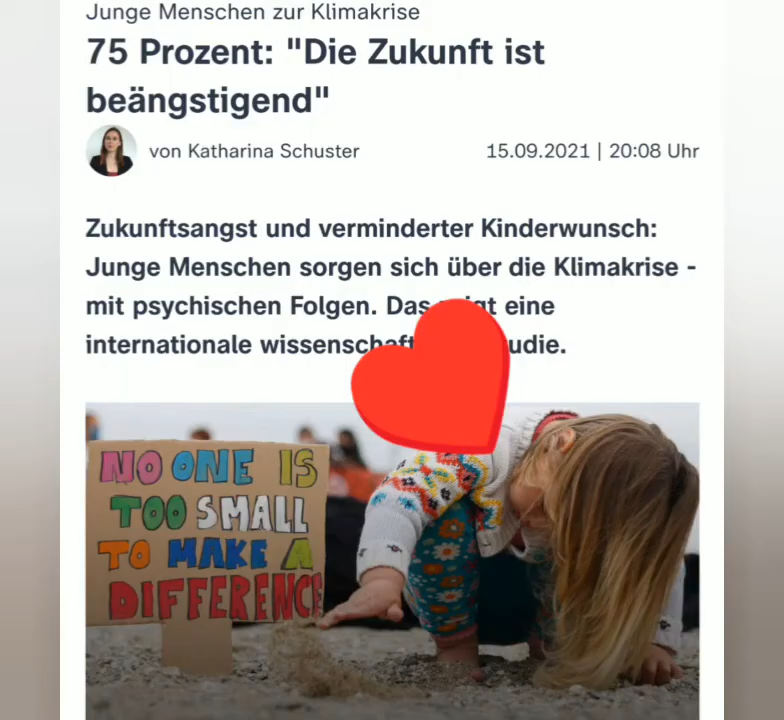 Junge Menschen zur Klimakrise
75 Prozent: "Die Zukunft ist
beängstigend"
von Katharina Schuster
15.09.2021 | 20:08 Uhr
Zukunftsangst und verminderter Kinderwunsch:
Junge Menschen sorgen sich über die Klimakrise -
mit psychischen Folgen. Das eine
internationale
NO ONE IS
TOO SMALL
TO MAKE A
DIFFERENCE